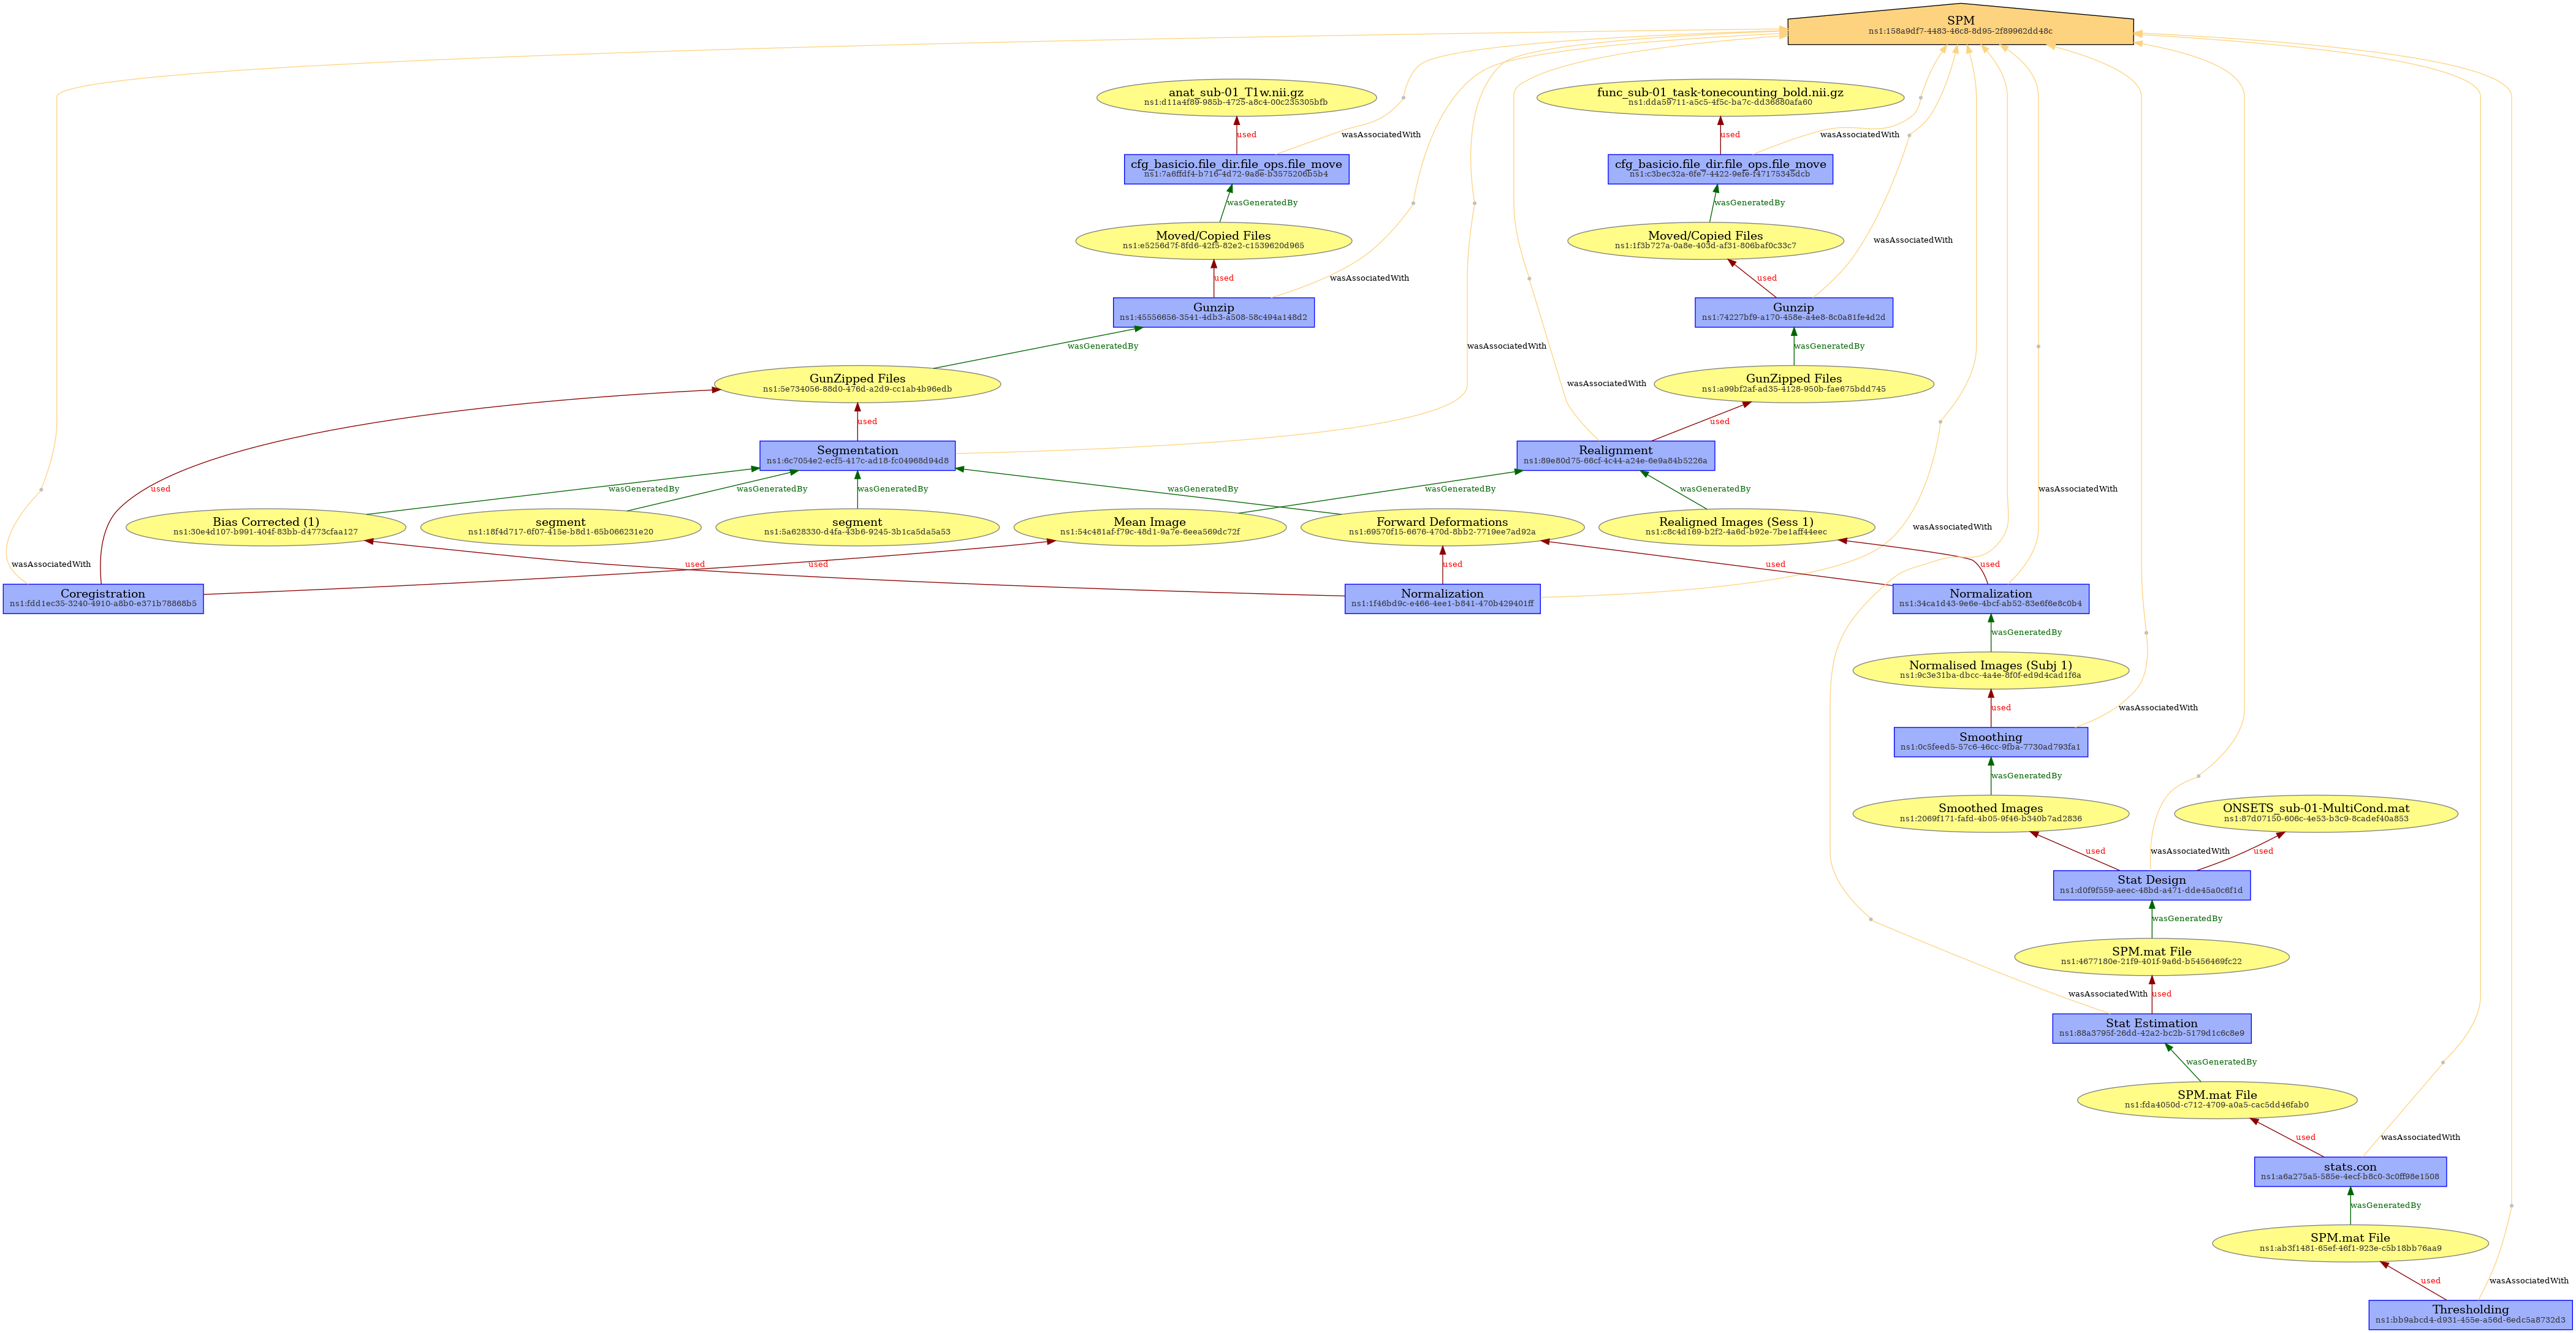 SPM
ns1:158a9df7-4483-46c8-8d95-2f89962dd48c
anat_sub-01_T1w.nii.gz
ns1:d11a4f89-985b-4725-a8c4-00c235305bfb
func_sub-01_task-tonecounting_bold.nii.gz
ns1:dda59711-a5c5-4f5c-ba7c-dd36880afa60
used
wasAssociatedWith
used
wasAssociatedWith
cfg_basicio.file_dir.file_ops.file_move
ns1:7a6ffdf4-b716-4d72-9a8e-b3575206b5b4
cfg_basicio.file_dir.file_ops.file_move
ns1:c3bec32a-6fe7-4422-9efe-f47175345dcb
wasGeneratedBy
wasGeneratedBy
Moved/Copied Files
ns1:e5256d7f-8fd6-42f5-82e2-c1539620d965
Moved/Copied Files
ns1:1f3b727a-0a8e-403d-af31-806baf0c33c7
wasAssociatedWith
used
wasAssociatedWith
used
Gunzip
ns1:45556656-3541-4db3-a508-58c494a148d2
Gunzip
ns1:74227bf9-a170-458e-a4e8-8c0a81fe4d2d
wasGeneratedBy
wasAssociatedWith
wasGeneratedBy
GunZipped Files
ns1:5e734056-88d0-476d-a2d9-cc1ab4b96edb
wasAssociatedWith
GunZipped Files
ns1:a99bf2af-ad35-4128-950b-fae675bdd745
used
used
Segmentation
ns1:6c7054e2-ecf5-417c-ad18-fc04968d94d8
Realignment
ns1:89e80d75-66cf-4c44-a24e-6e9a84b5226a
used
wasGeneratedBy
wasGeneratedBy
wasGeneratedBy
wasGeneratedBy
wasGeneratedBy
wasGeneratedBy
wasAssociatedWith
Bias Corrected (1)
ns1:30e4d107-b991-404f-83bb-d4773cfaa127
segment
ns1:18f4d717-6f07-415e-b8d1-65b066231e20
segment
ns1:5a628330-d4fa-43b6-9245-3b1ca5da5a53
Mean Image
ns1:54c481af-f79c-48d1-9a7e-6eea569dc72f
Forward Deformations
ns1:69570f15-6676-470d-8bb2-7719ee7ad92a
Realigned Images (Sess 1)
ns1:c8c4d169-b2f2-4a6d-b92e-7be1aff44eec
wasAssociatedWith
wasAssociatedWith
used
used
used
used
used
Coregistration
ns1:fdd1ec35-3240-4910-a8b0-e371b78868b5
Normalization
ns1:1f46bd9c-e466-4ee1-b841-470b429401ff
Normalization
ns1:34ca1d43-9e6e-4bcf-ab52-83e6f6e8c0b4
wasGeneratedBy
Normalised Images (Subj 1)
ns1:9c3e31ba-dbcc-4a4e-8f0f-ed9d4cad1f6a
used
wasAssociatedWith
Smoothing
ns1:0c5feed5-57c6-46cc-9fba-7730ad793fa1
wasGeneratedBy
Smoothed Images
ns1:2069f171-fafd-4b05-9f46-b340b7ad2836
ONSETS_sub-01-MultiCond.mat
ns1:87d07150-606c-4e53-b3c9-8cadef40a853
used
wasAssociatedWith
used
Stat Design
ns1:d0f9f559-aeec-48bd-a471-dde45a0c6f1d
wasGeneratedBy
SPM.mat File
ns1:4677180e-21f9-401f-9a6d-b5456469fc22
wasAssociatedWith
used
Stat Estimation
ns1:88a3795f-26dd-42a2-bc2b-5179d1c6c8e9
wasGeneratedBy
SPM.mat File
ns1:fda4050d-c712-4709-a0a5-cac5dd46fab0
used
wasAssociatedWith
stats.con
ns1:a6a275a5-585e-4ecf-b8c0-3c0ff98e1508
wasGeneratedBy
SPM.mat File
ns1:ab3f1481-65ef-46f1-923e-c5b18bb76aa9
used
wasAssociatedWith
Thresholding
ns1:bb9abcd4-d931-455e-a56d-6edc5a8732d3